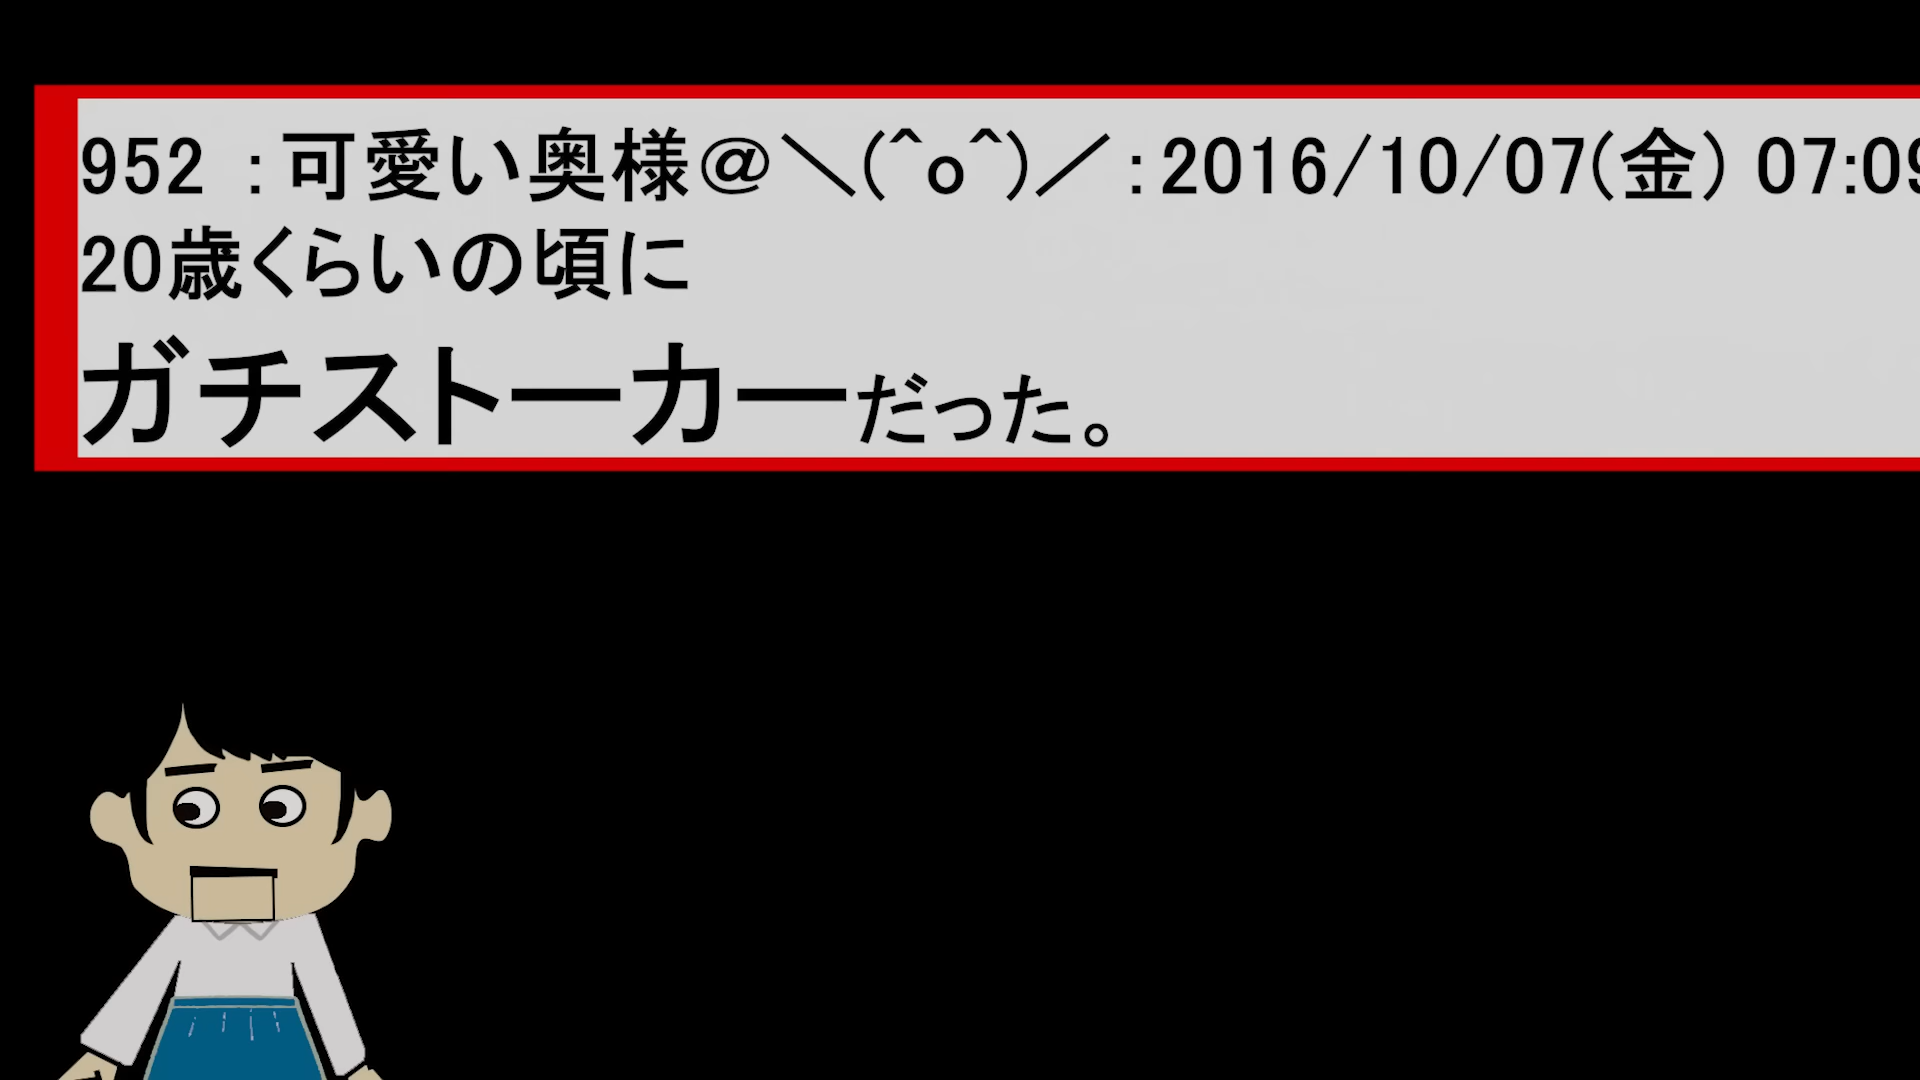 952 :可愛い奥様@＼(^o^)／:2016/10/07(金) 07:09
20歳くらいの頃に
ガチストーカーだった。